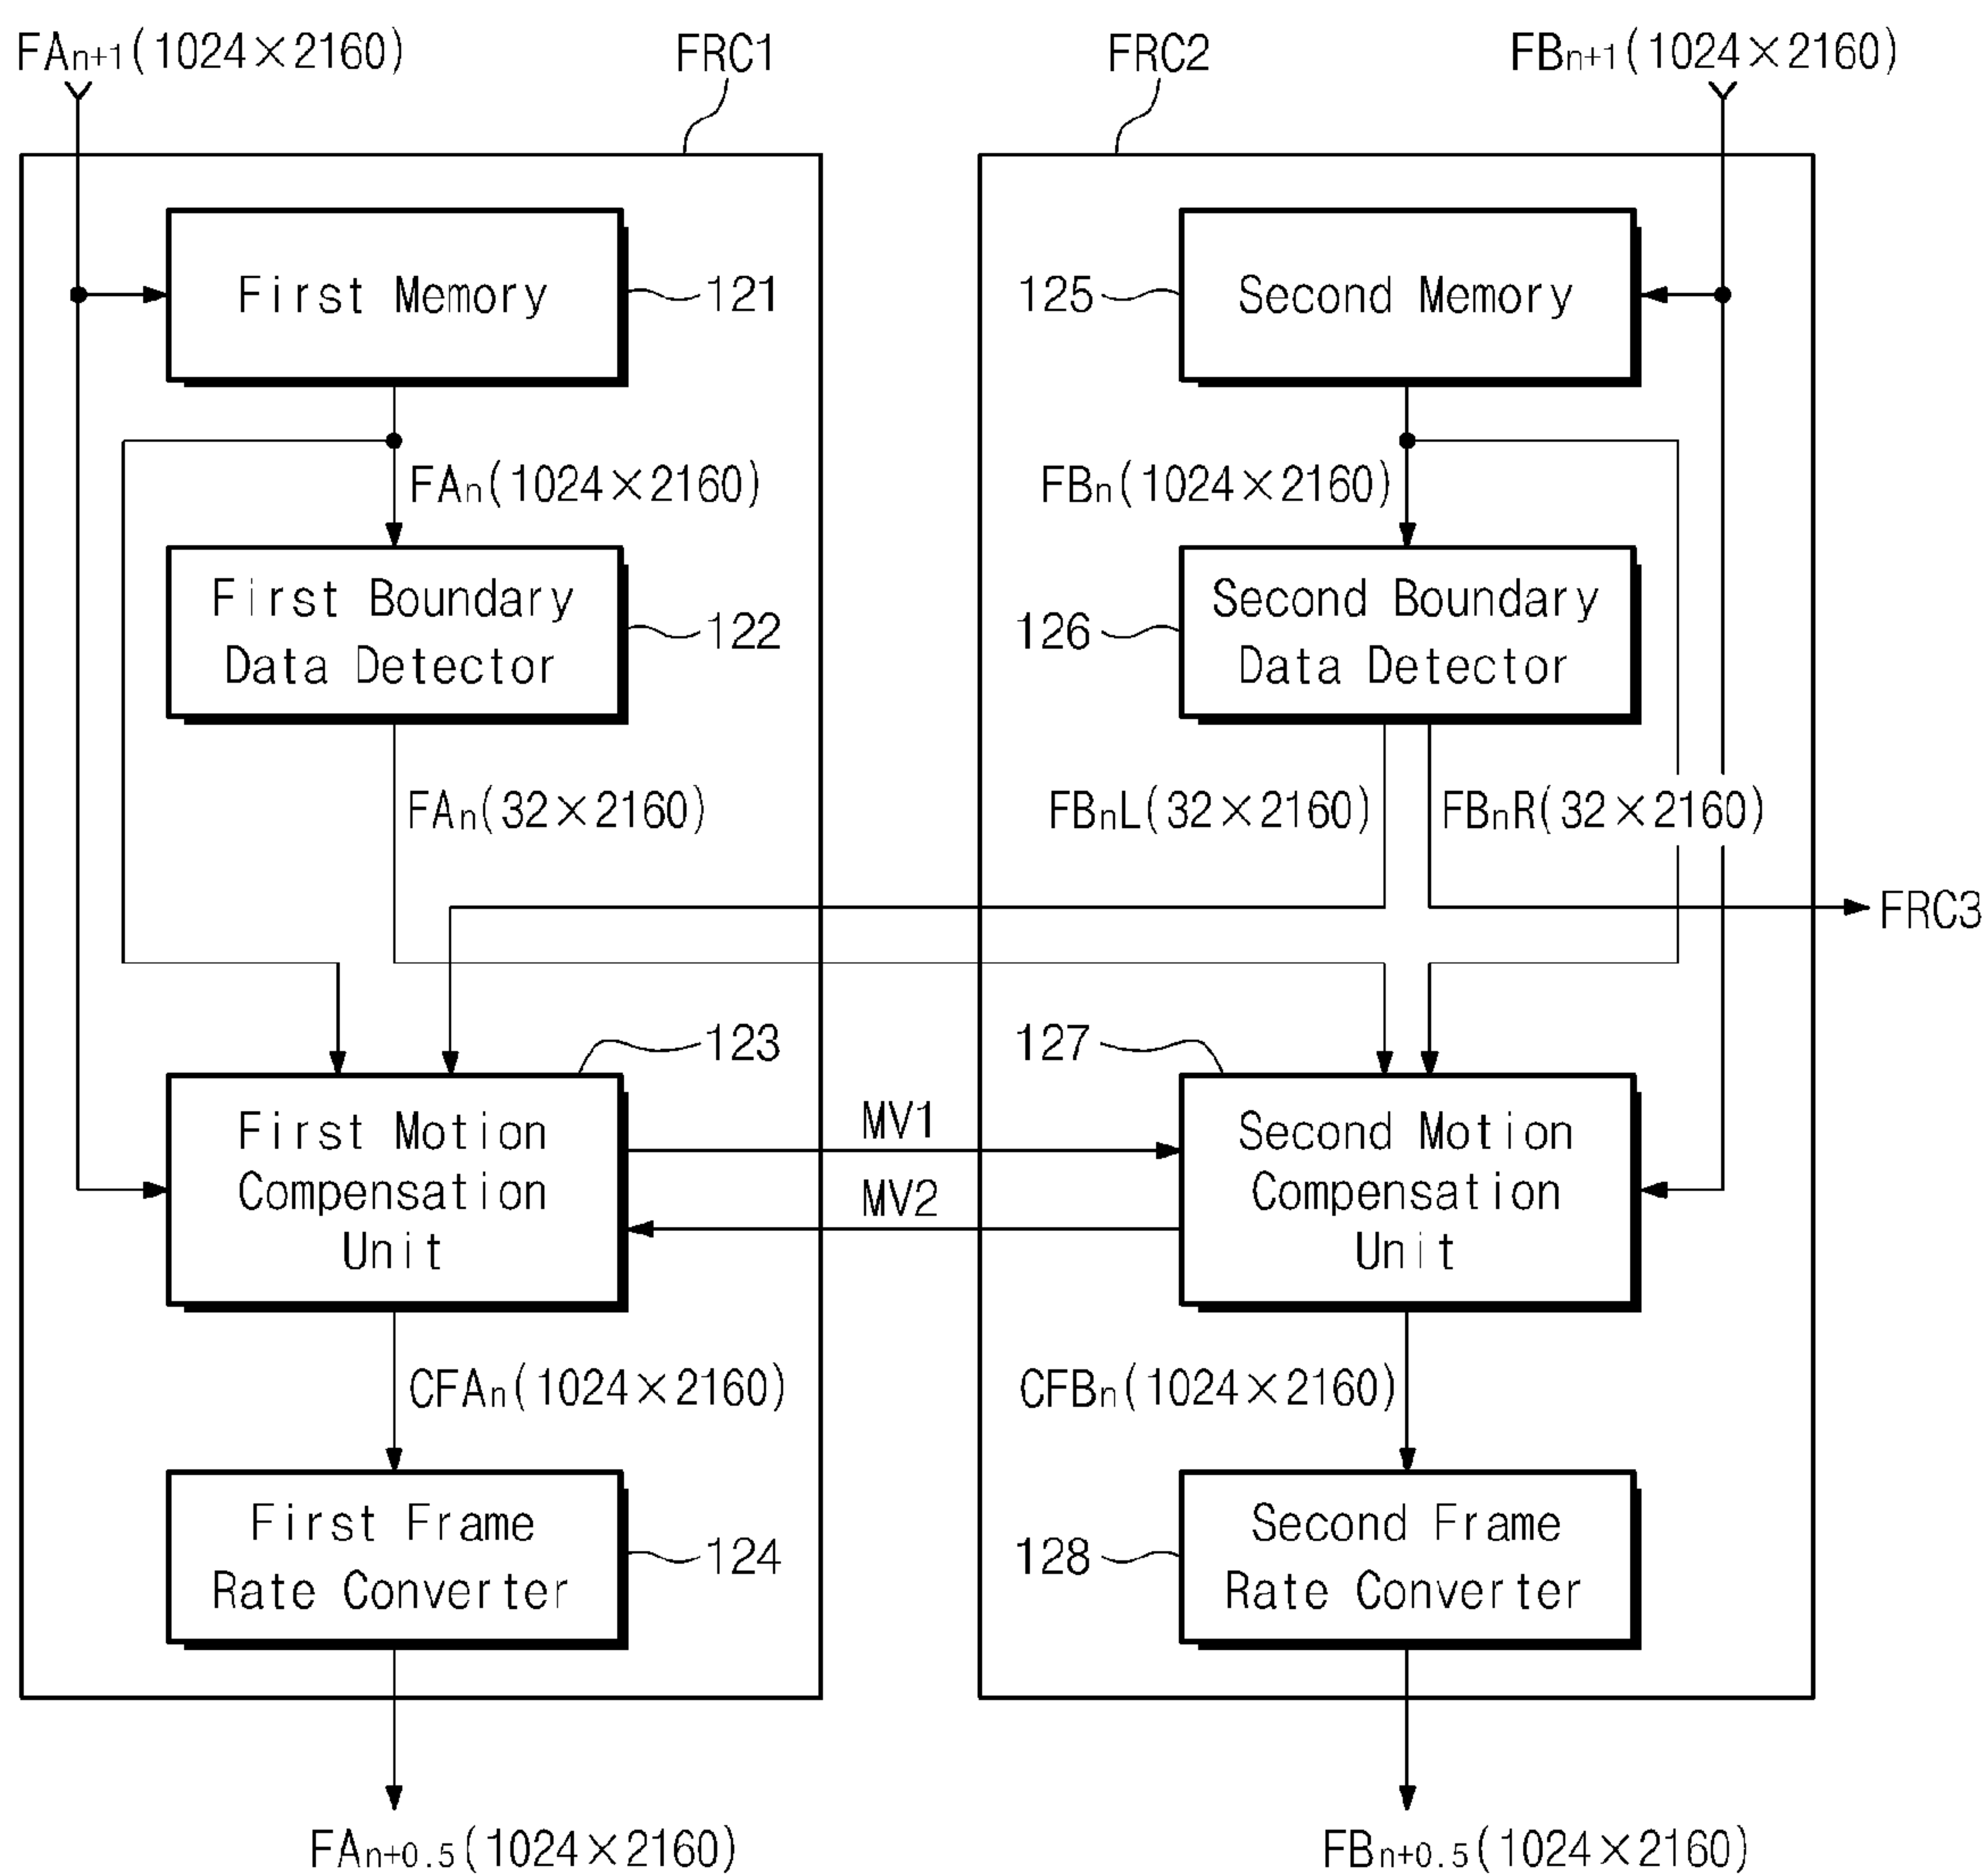 FAn+1(1024×2160)
FRC1
FRC2
FBn+1(1024×2160)
First Memory
121
125
Second Memory
FAn(1024×2160)
FBn(1024×2160)
First Boundary
Data Detector
122
126
Second Boundary
Data Detector
FAn(32×2160)
FBnL(32×2160)
FBnR(32×2160)
FRC3
123
127
First Motion
Compensation
Unit
MV1
MV2
Second Motion
Compensation
Unit
CFAn(1024×2160)
CFBn(1024×2160)
First Frame
Rate Converter
124
128
Second Frame
Rate Converter
FAn+0.5(1024×2160)
FBn+0.5(1024×2160)